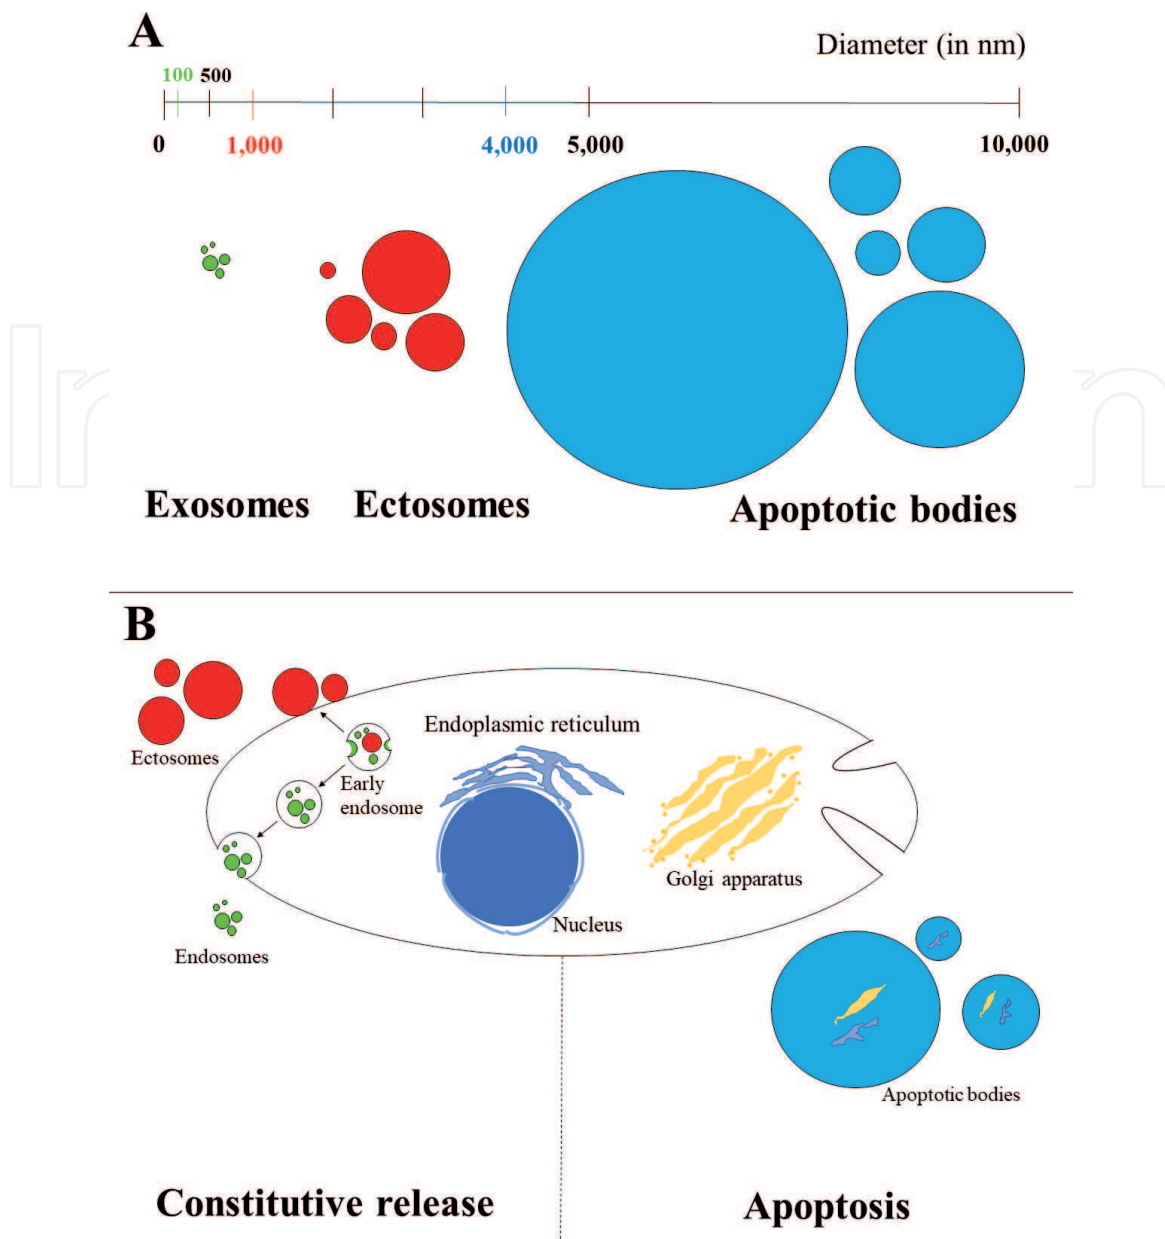 A
Diameter (in nm)
100 500
0 1,000 4,000 5,000 10,000
Exosomes Ectosomes Apoptotic bodies
B
Endoplasmic reticulum
Ectosomes
Early
endosome
Golgi apparatus
Nucleus
Endosomes
Apoptotic bodies
Constitutive release Apoptosis